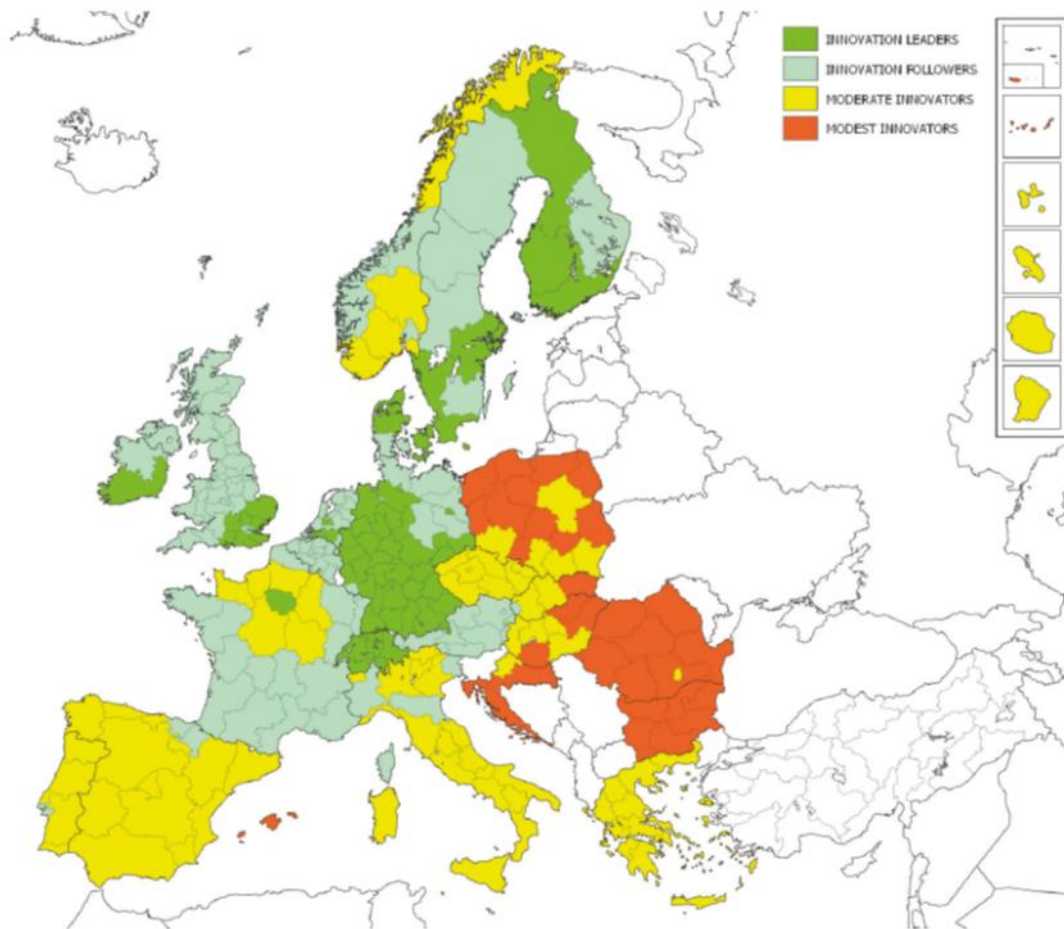 INNOVATION LEADERS
INNOVATION FOLLOWERS
MODERATE INNOVATORS
MODEST INNOVATORS